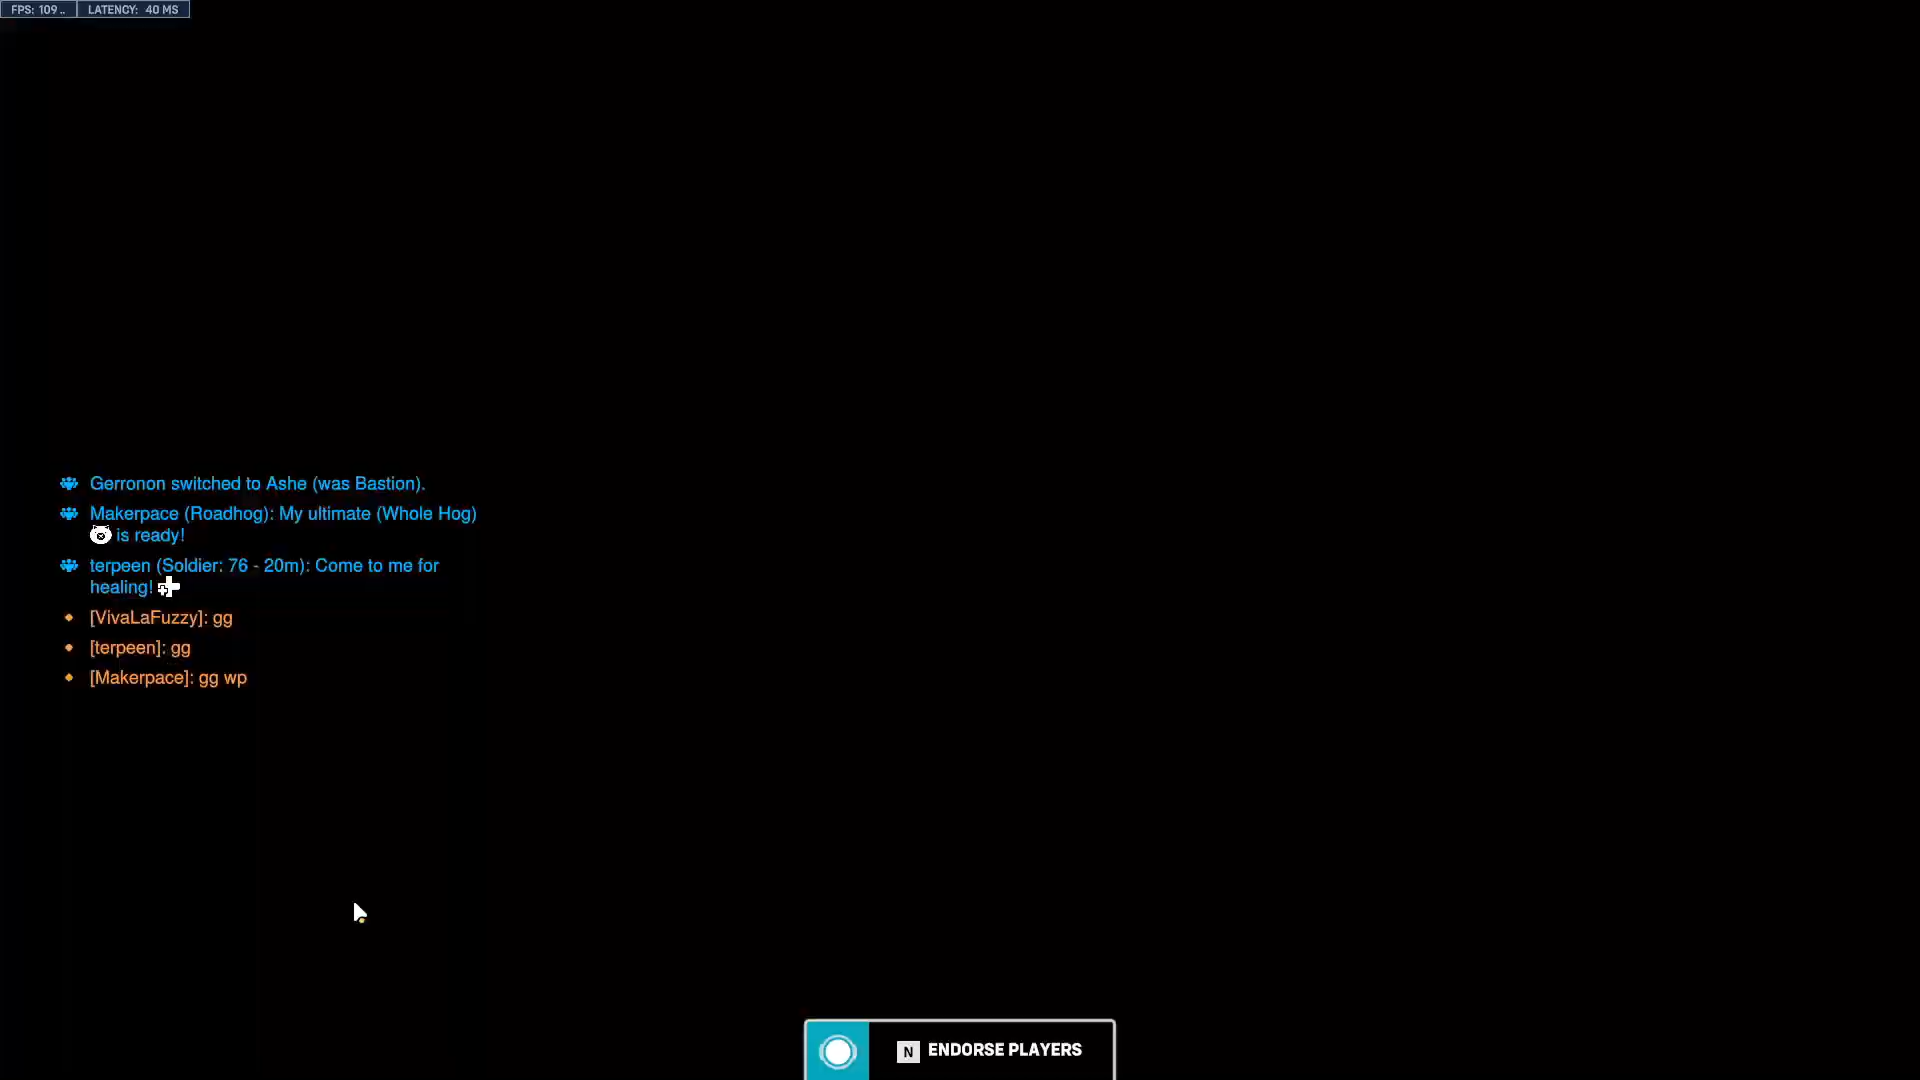 FPS: 109 ..
LATENCY: 40 MS
Gerronon switched to Ashe (was Bastion).
Makerpace (Roadhog): My ultimate (Whole Hog)
is ready!
terpeen (Soldier: 76 - 20m): Come to me for
healing!
[VivaLaFuzzy]: gg
[terpeen]: gg
[Makerpace]: gg wp
N ENDORSE PLAYERS